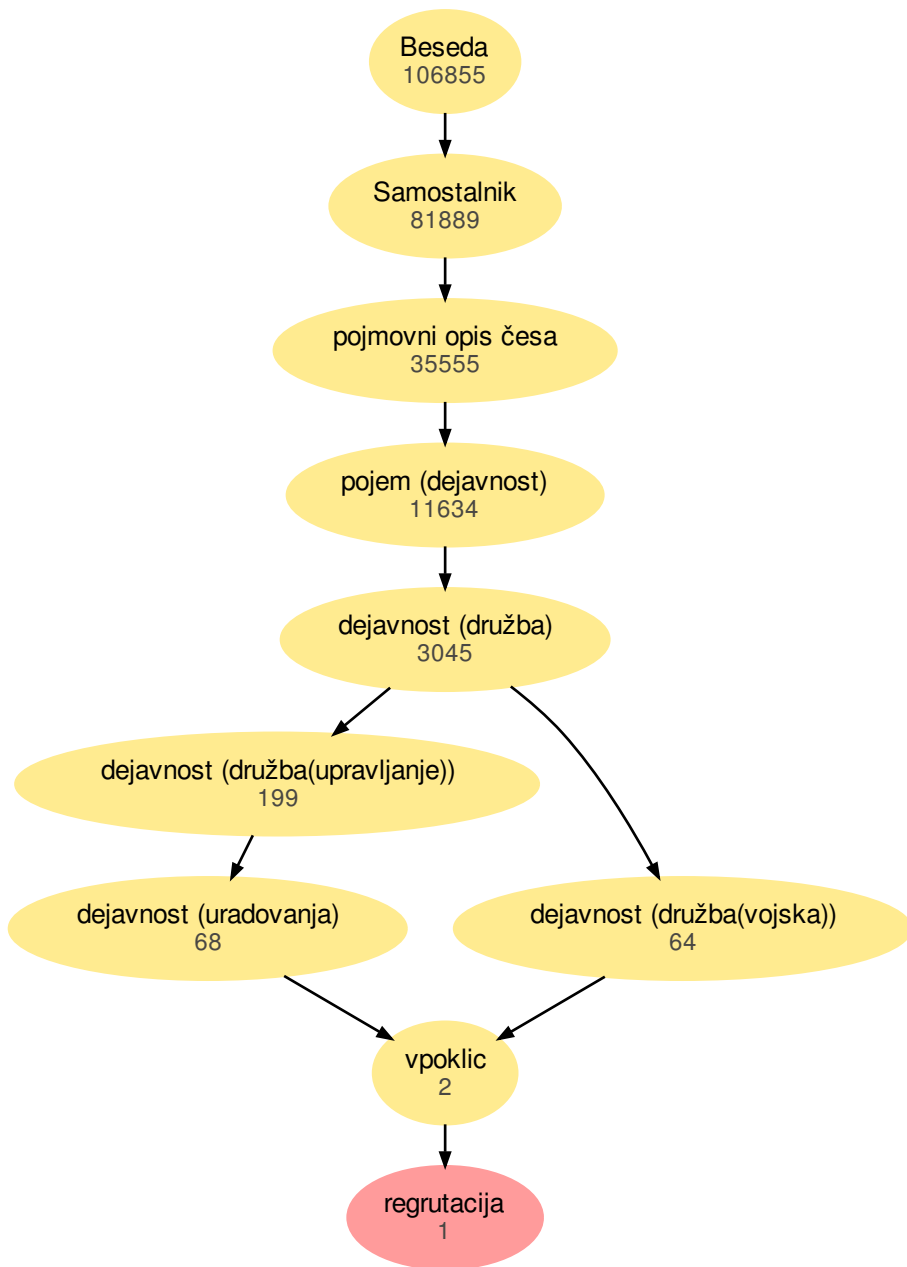 Beseda
106855
Samostalnik
81889
pojmovni opis česa
35555
pojem (dejavnost)
11634
dejavnost (družba)
3045
dejavnost (družba(upravljanje))
199
dejavnost (uradovanja)
68
dejavnost (družba(vojska))
64
vpoklic
2
regrutacija
1